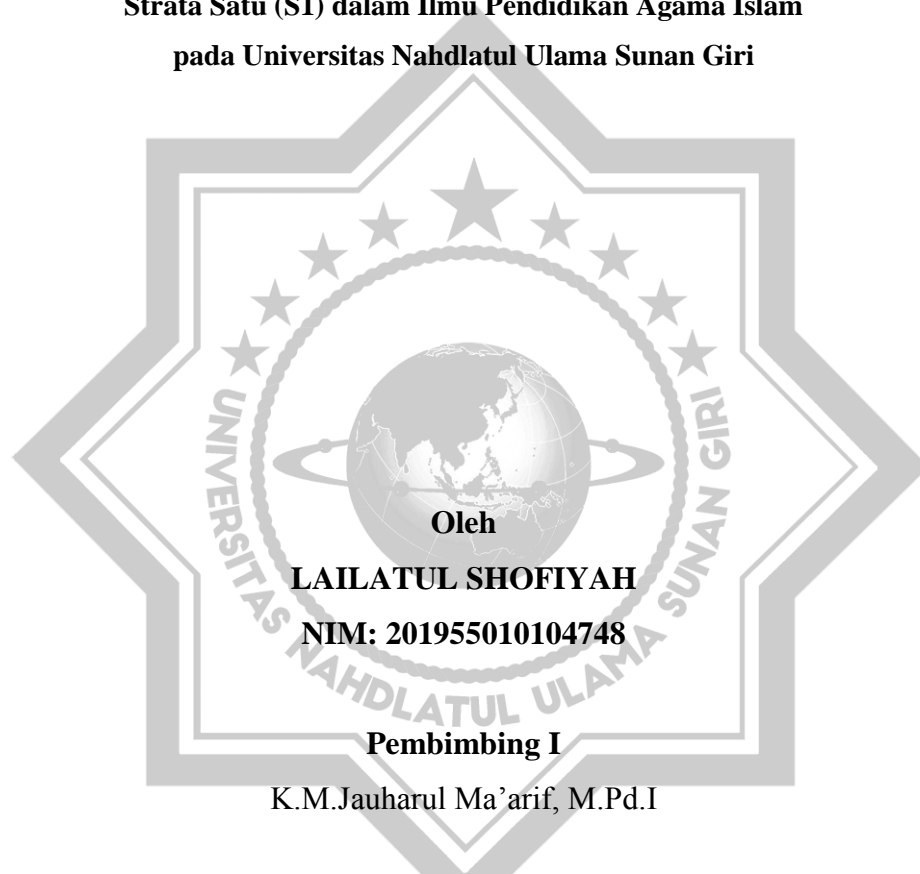 Strata Satu (S1) dalam Ilmu Pendidikan Agama Islam
pada Universitas Nahdlatul Ulama Sunan Giri
UNIVERSITAS NAHDLATUL ULAMA SUNAN GIRI
Oleh
LAILATUL SHOFIYAH
NIM: 201955010104748
Pembimbing I
K.M.Jauharul Ma’arif, M.Pd.I